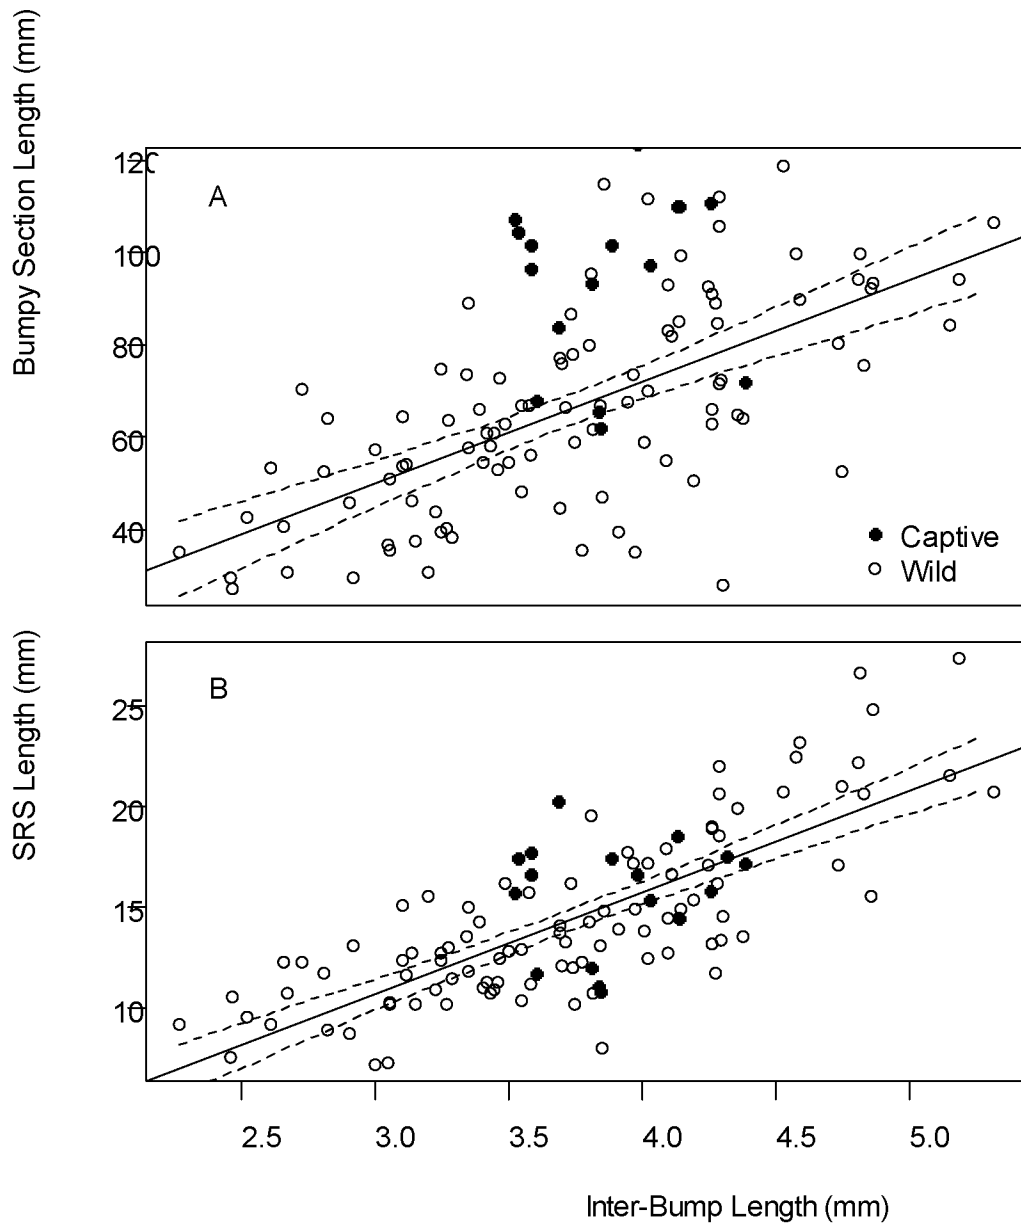 Bumpy Section Length (mm)
120
A
100
80
60
40
Captive
Wild
SRS Length (mm)
B
25
20
15
10
2.5 3.0 3.5 4.0 4.5 5.0
Inter-Bump Length (mm)